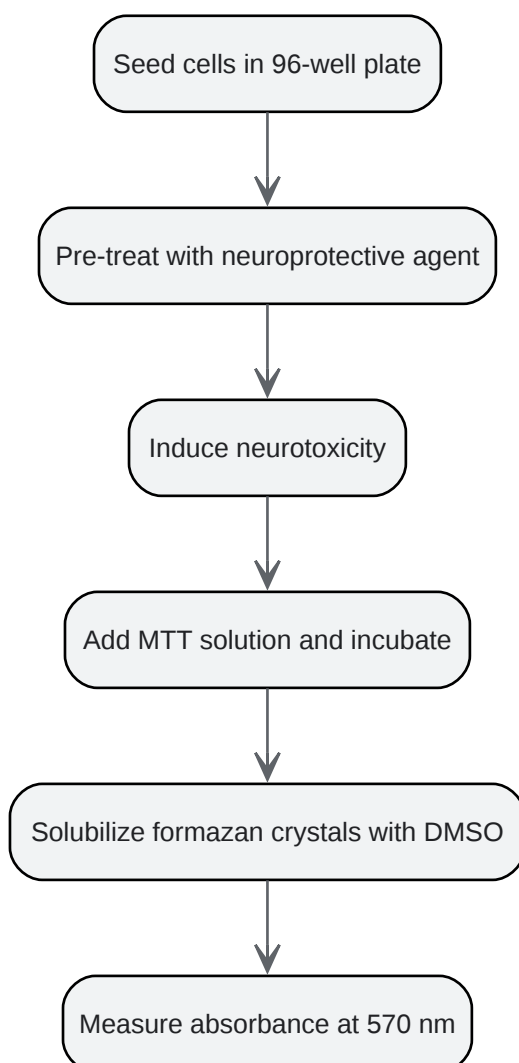 Seed cells in 96-well plate
Pre-treat with neuroprotective agent
Induce neurotoxicity
Add MTT solution and incubate
Solubilize formazan crystals with DMSO
Measure absorbance at 570 nm